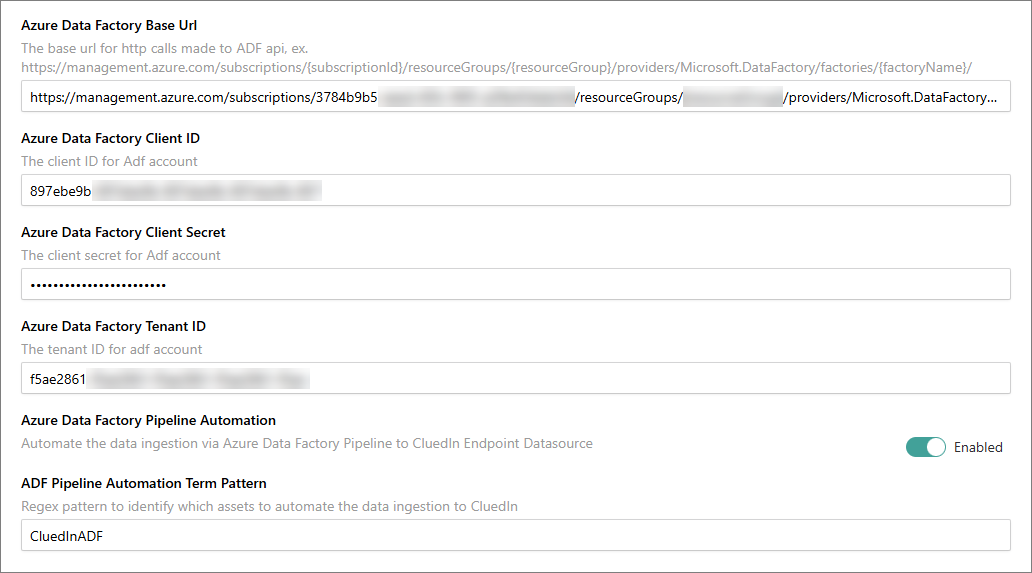 Azure Data Factory Base Url
The base url for http calls made to ADF api, ex.
https://management.azure.com/subscriptions/{subscriptionId}/resourceGroups/{resourceGroup}/providers/Microsoft.DataFactory/factories/{factoryName}/
https://management.azure.com/subscriptions/3784b9b5 /resourceGroups/ /providers/Microsoft.DataFactory...
Azure Data Factory Client ID
The client ID for Adf account
897ebe9b
Azure Data Factory Client Secret
The client secret for Adf account
••••••••••••••••••••••••
Azure Data Factory Tenant ID
The tenant ID for adf account
f5ae2861
Azure Data Factory Pipeline Automation
Automate the data ingestion via Azure Data Factory Pipeline to CluedIn Endpoint Datasource
Enabled
ADF Pipeline Automation Term Pattern
Regex pattern to identify which assets to automate the data ingestion to CluedIn
CluedInADF